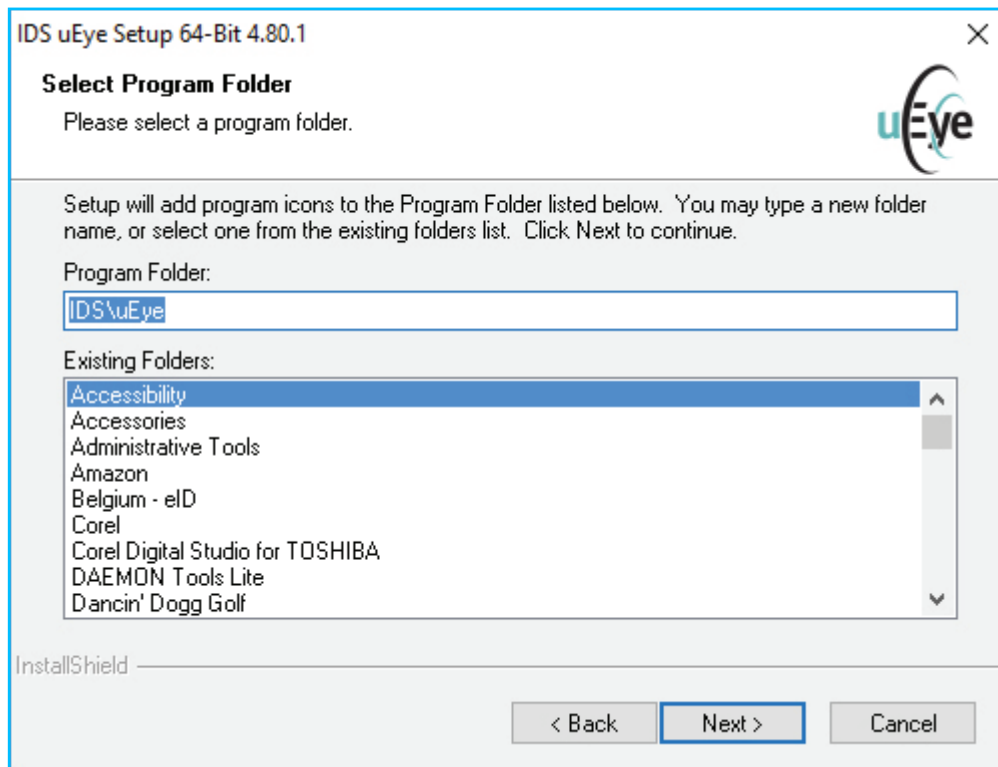 IDS uEye Setup 64-Bit 4.80.1
Select Program Folder
Please select a program folder.
uEye
Setup will add program icons to the Program Folder listed below.  You may type a new folder
name, or select one from the existing folders list.  Click Next to continue.
Program Folder:
IDS\uEye
Existing Folders:
Accessibility
Accessories
Administrative Tools
Amazon
Belgium - eID
Corel
Corel Digital Studio for TOSHIBA
DAEMON Tools Lite
Dancin' Dogg Golf
InstallShield
< Back
Next >
Cancel